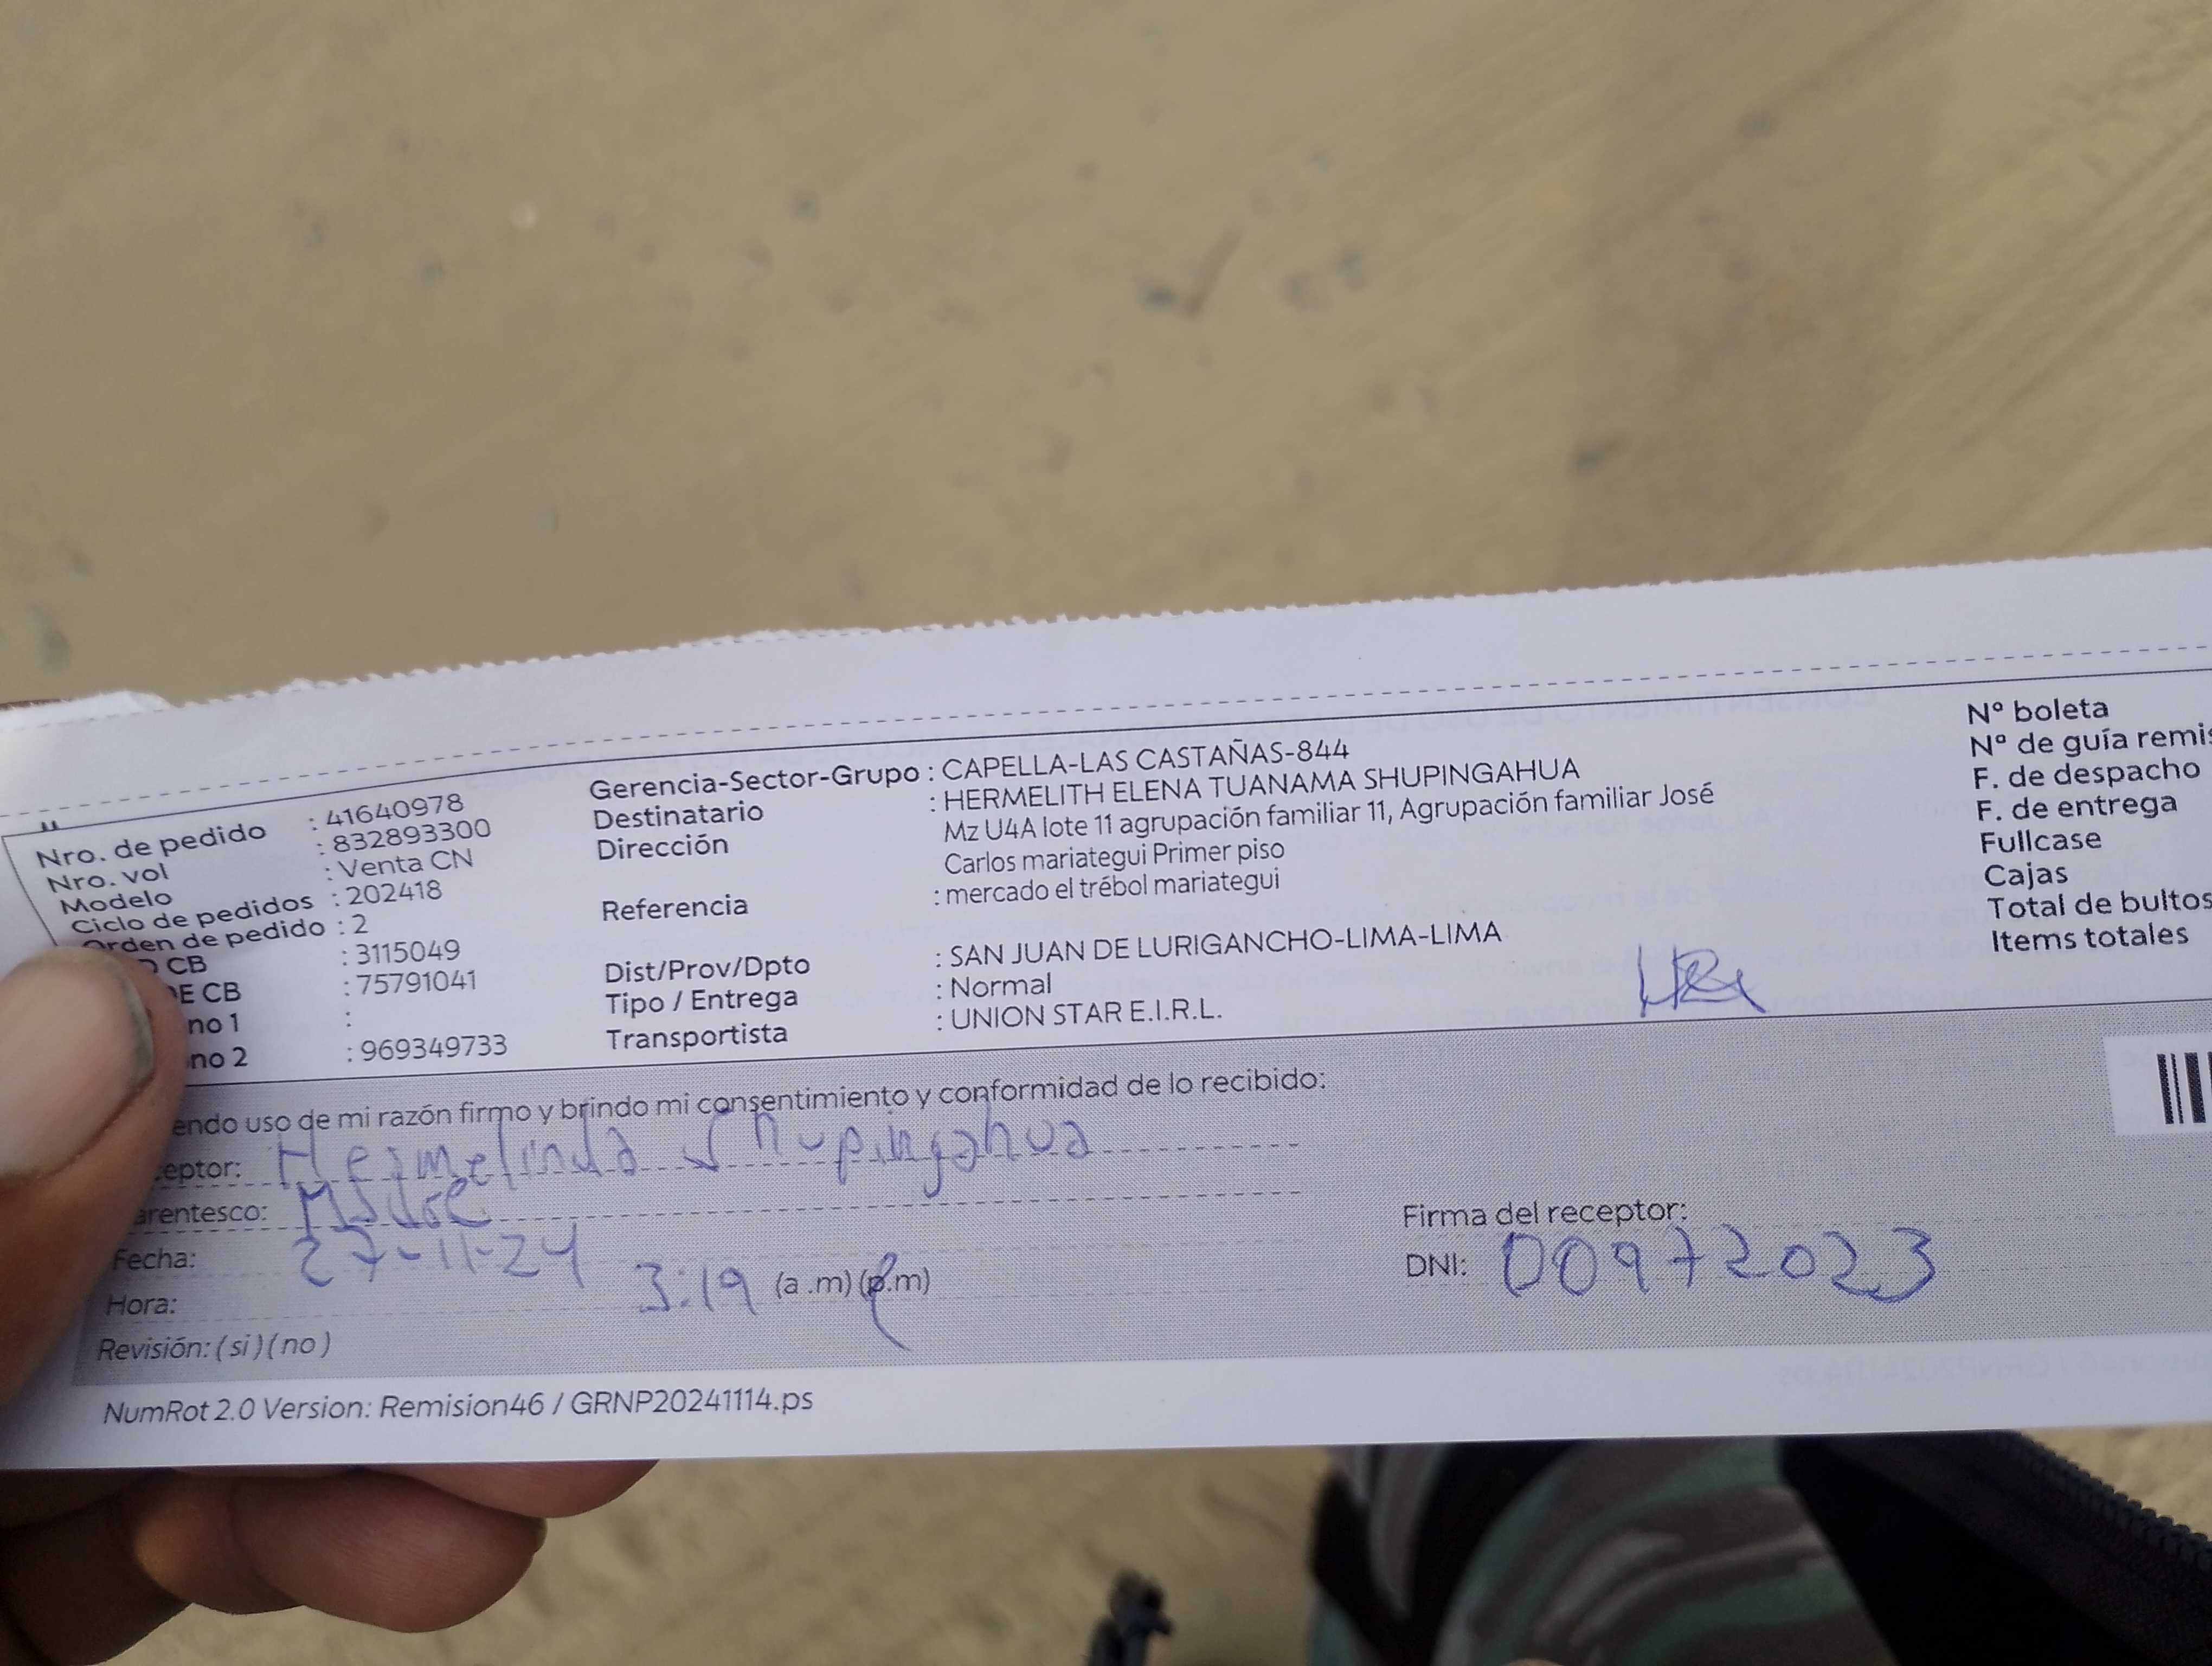 Nro. de pedido : 41640978
Nro. vol : 832893300
Modelo : Venta CN
Ciclo de pedidos : 202418
Orden de pedido : 2
CB : 3115049
E CB : 75791041
no 1 :
no 2 : 969349733
Gerencia-Sector-Grupo : CAPELLA-LAS CASTAÑAS-844
Destinatario : HERMELITH ELENA TUANAMA SHUPINGAHUA
Dirección Mz U4A lote 11 agrupación familiar 11, Agrupación familiar José
Carlos mariategui Primer piso
Referencia : mercado el trébol mariategui
Dist/Prov/Dpto : SAN JUAN DE LURIGANCHO-LIMA-LIMA
Tipo / Entrega : Normal
Transportista : UNION STAR E.I.R.L.
N° boleta
N° de guía remis
F. de despacho
F. de entrega
Fullcase
Cajas
Total de bultos
Items totales
endo uso de mi razón firmo y brindo mi consentimiento y conformidad de lo recibido:
ceptor: Hermelinda Shupingahua
arentesco: Madre
Fecha: 27-11-24
Hora: 3:19 (a.m) (p.m)
Revisión: (si) (no)
Firma del receptor:
DNI: 00972023
NumRot 2.0 Version: Remision46 / GRNP20241114.ps